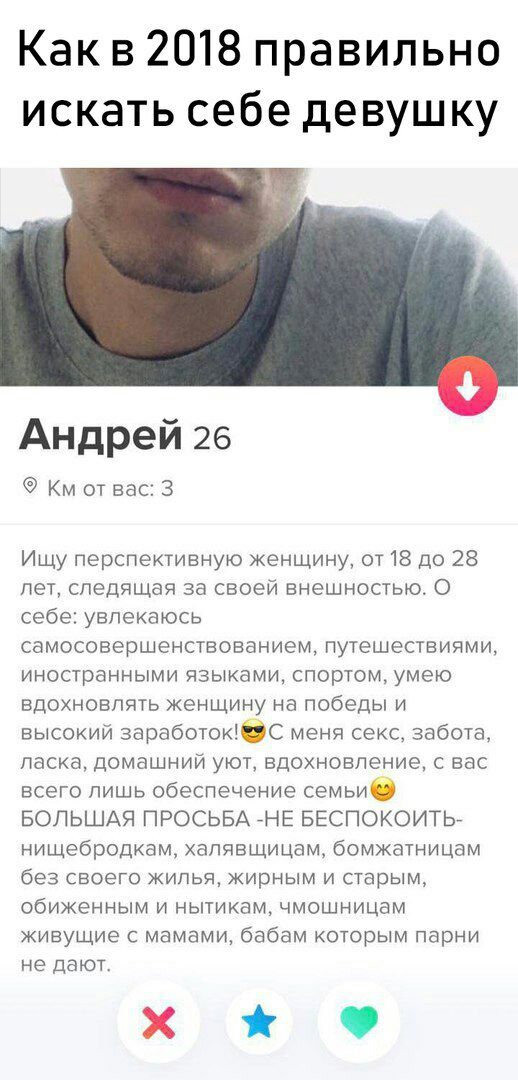 Как в 2018 правильно
искать себе девушку
Андрей 26
Км от вас: 3
Ищу перспективную женщину, от 18 до 28
лет, следящая за своей внешностью. О
себе: увлекаюсь
самосовершенствованием, путешествиями,
иностранными языками, спортом, умею
вдохновлять женщину на победы и
высокий заработок!😎С меня секс, забота,
ласка, домашний уют, вдохновление, с вас
всего лишь обеспечение семьи😊
БОЛЬШАЯ ПРОСЬБА -НЕ БЕСПОКОИТЬ-
нищебродкам, халявщицам, бомжатницам
без своего жилья, жирным и старым,
обиженным и нытикам, чмошницам
живущие с мамами, бабам которым парни
не дают.